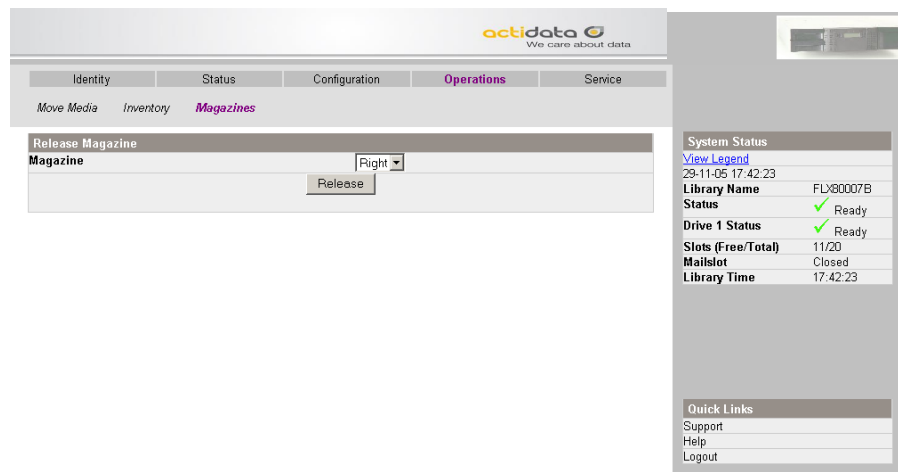 actidata
We care about data
Identity Status Configuration Operations Service
Move Media Inventory Magazines
Release Magazine
Magazine Right
Release
System Status
View Legend
29-11-05 17:42:23
Library Name FLX80007B
Status Ready
Drive 1 Status Ready
Slots (Free/Total) 11/20
Mailslot Closed
Library Time 17:42:23
Quick Links
Support
Help
Logout